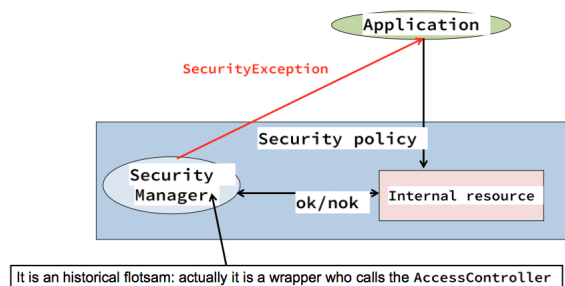 Application
SecurityException
Security policy
Security
Manager
ok/nok
Internal resource
It is an historical flotsam: actually it is a wrapper who calls the AccessController